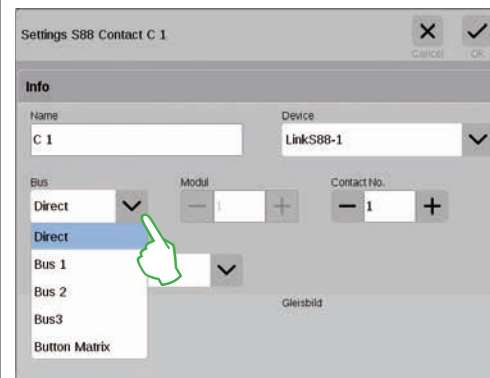 Settings S88 Contact C 1
Cancel
OK
Info
Name
Device
C 1
LinkS88-1
Bus
Modul
Contact No.
Direct
1
1
Direct
Bus 1
Bus 2
Bus3
Button Matrix
Gleisbild